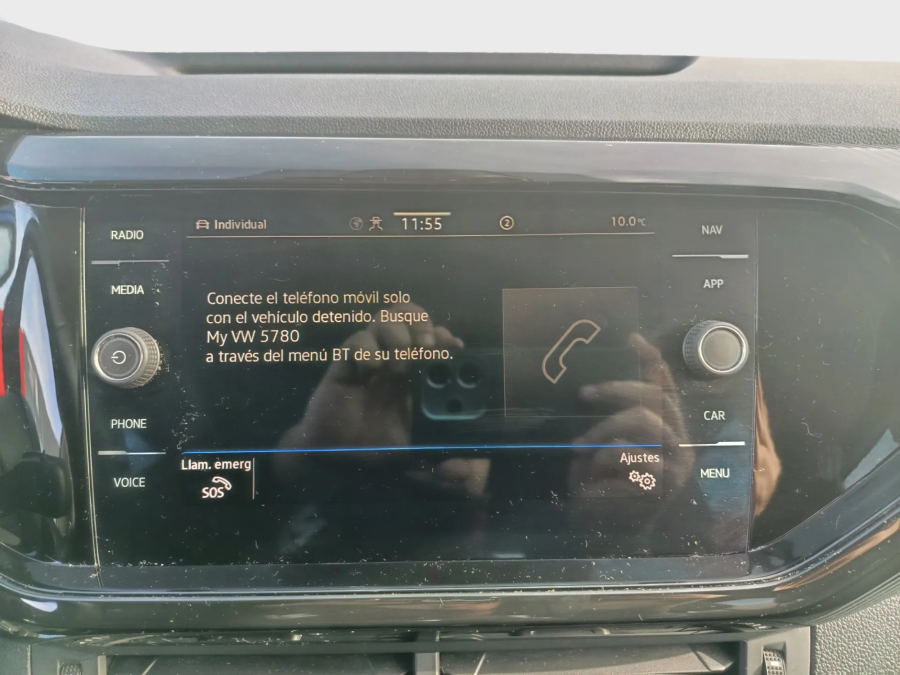 RADIO
MEDIA
PHONE
VOICE
Individual
11:55
2
10.0°C
Conecte el teléfono móvil solo
con el vehículo detenido. Busque
My VW 5780
a través del menú BT de su teléfono.
Llam. emerg
SOS
Ajustes
NAV
APP
CAR
MENU